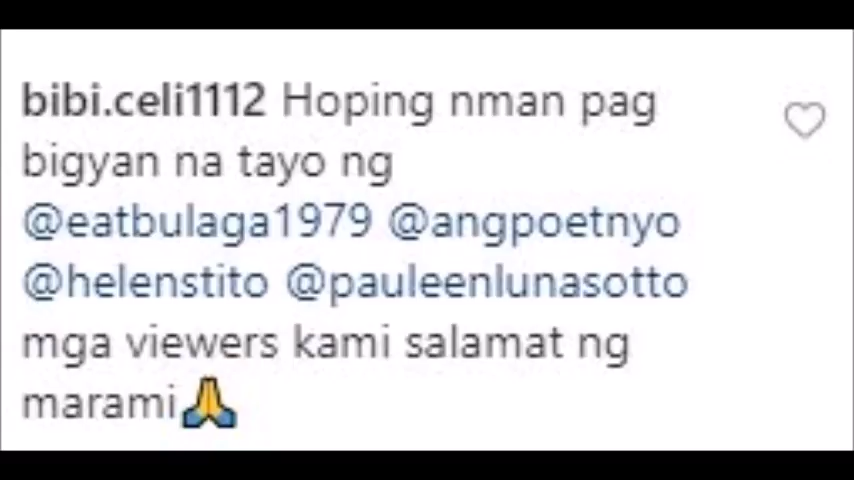 bibi.celi1112 Hoping nman pag
bigyan na tayo ng
@eatbulaga1979 @angpoetnyo
@helenstito @pauleenlunasotto
mga viewers kami salamat ng
marami🙏